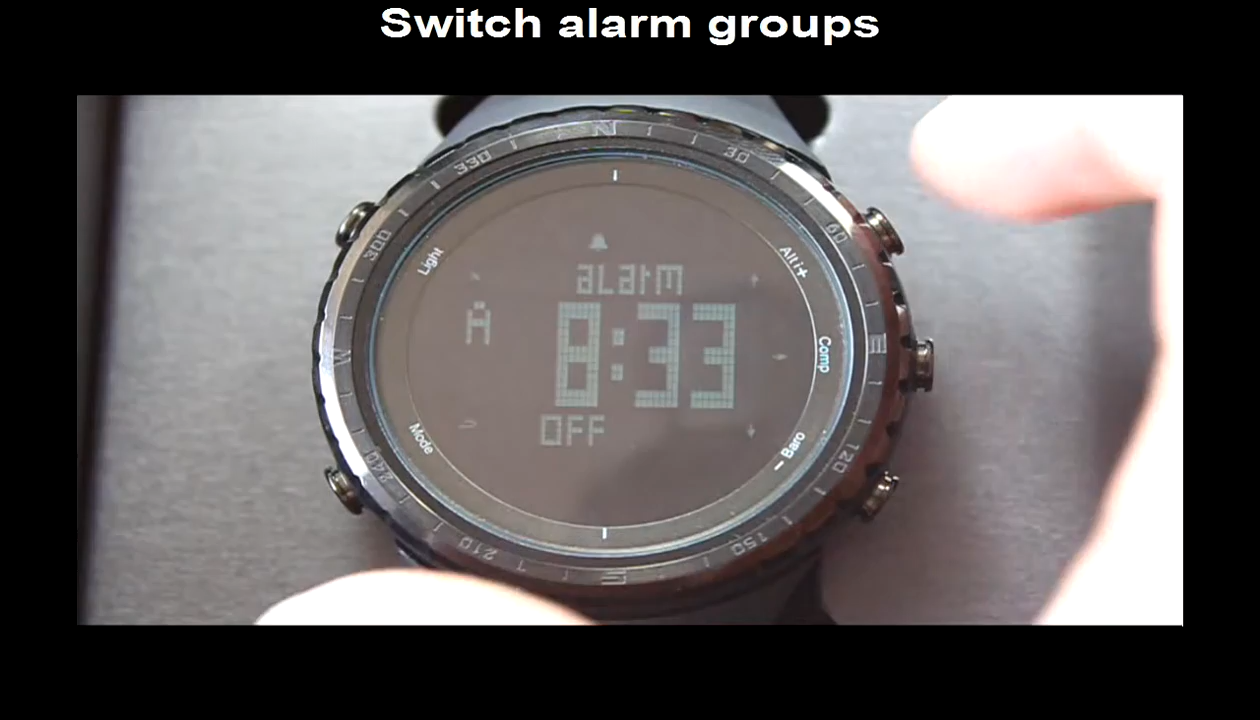 Switch alarm groups
N
330
30
300
60
Light
Alti+
alarm
A
8:33
Comp
W
E
OFF
Mode
− Baro
240
120
210
150
S